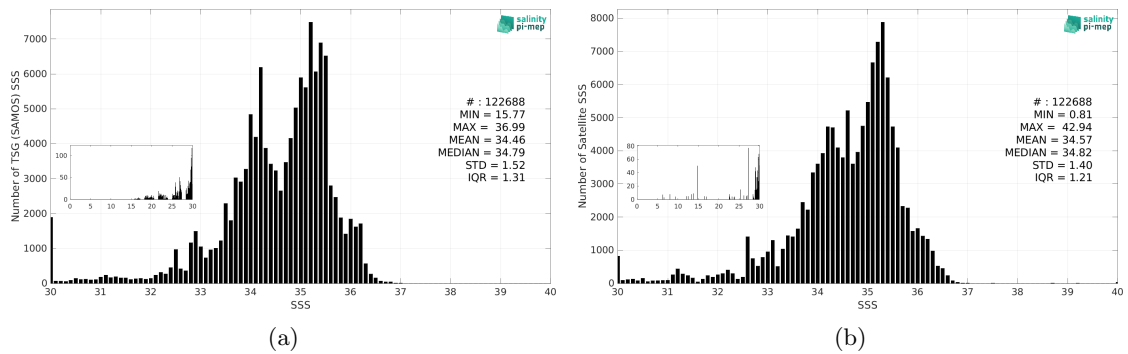 salinity
pi-mep
Number of TSG (SAMOS) SSS
7000
6000
5000
4000
3000
2000
1000
0
# : 122688
MIN = 15.77
MAX = 36.99
MEAN = 34.46
MEDIAN = 34.79
STD = 1.52
IQR = 1.31
100
50
0
0 5 10 15 20 25 30
30 31 32 33 34 35 36 37 38 39 40
SSS
(a)
salinity
pi-mep
Number of Satellite SSS
8000
7000
6000
5000
4000
3000
2000
1000
0
# : 122688
MIN = 0.81
MAX = 42.94
MEAN = 34.57
MEDIAN = 34.82
STD = 1.40
IQR = 1.21
80
60
40
20
0
0 5 10 15 20 25 30
30 31 32 33 34 35 36 37 38 39 40
SSS
(b)